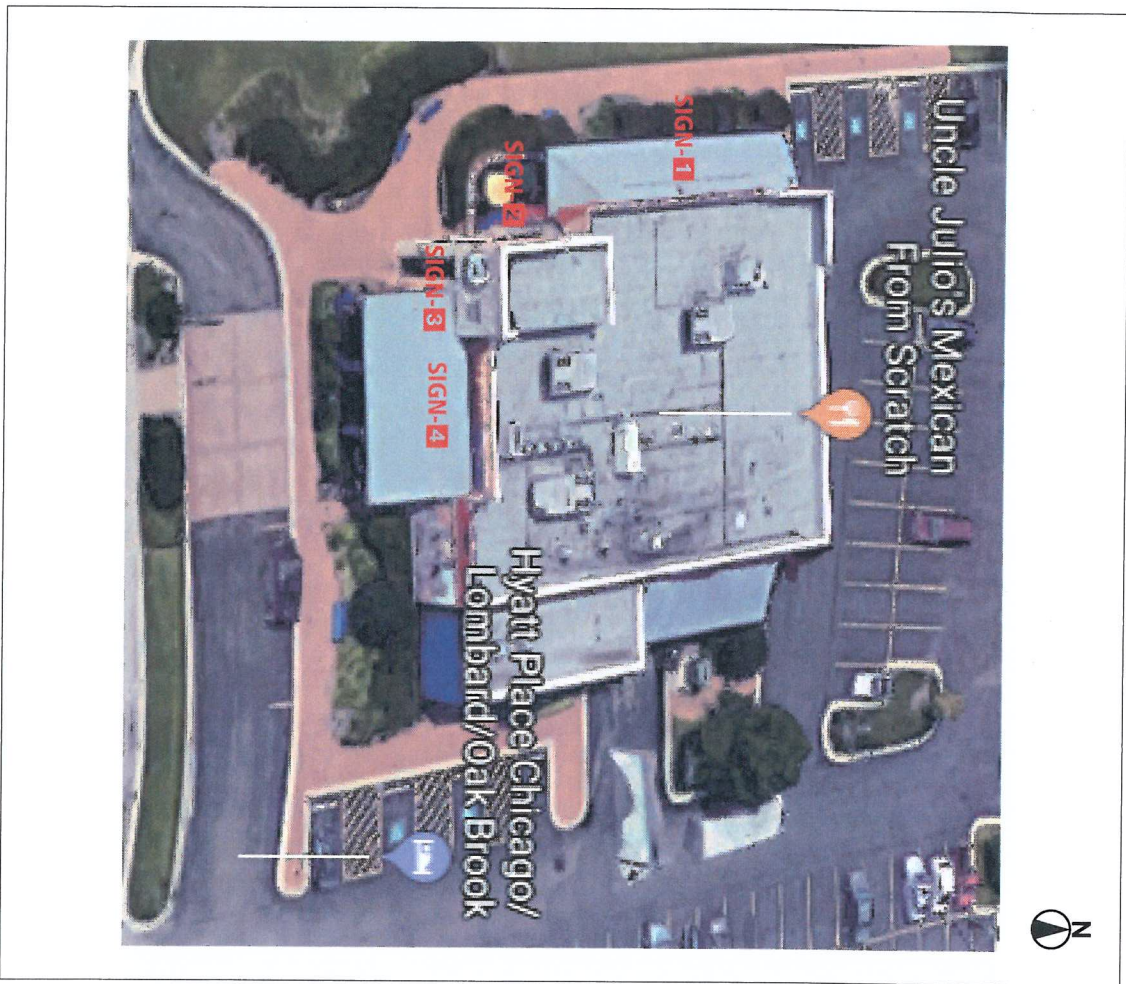 Uncle Julio's Mexican
From Scratch
SIGN-1
SIGN-2
SIGN-3
SIGN-4
Hyatt Place Chicago/
Lombard/Oak Brook
N